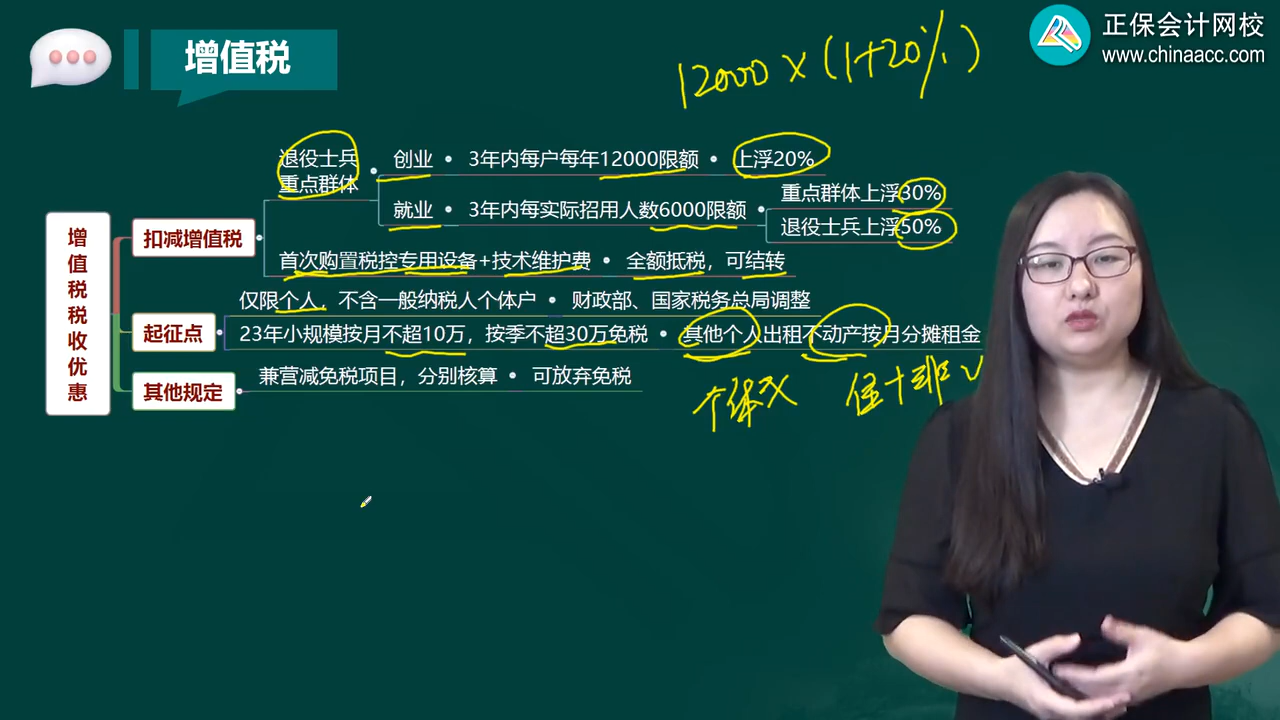 增值税
12000×(1+20%)
正保会计网校
www.chinaacc.com
退役士兵
重点群体
创业 • 3年内每户每年12000限额 • 上浮20%
就业 • 3年内每实际招用人数6000限额
重点群体上浮30%
退役士兵上浮50%
增值税税收优惠
扣减增值税
首次购置税控专用设备+技术维护费 • 全额抵税，可结转
起征点
仅限个人，不含一般纳税人个体户 • 财政部、国家税务总局调整
23年小规模按月不超10万，按季不超30万免税 • 其他个人出租不动产按月分摊租金
其他规定
兼营减免税项目，分别核算 • 可放弃免税
个体×
住+非✓